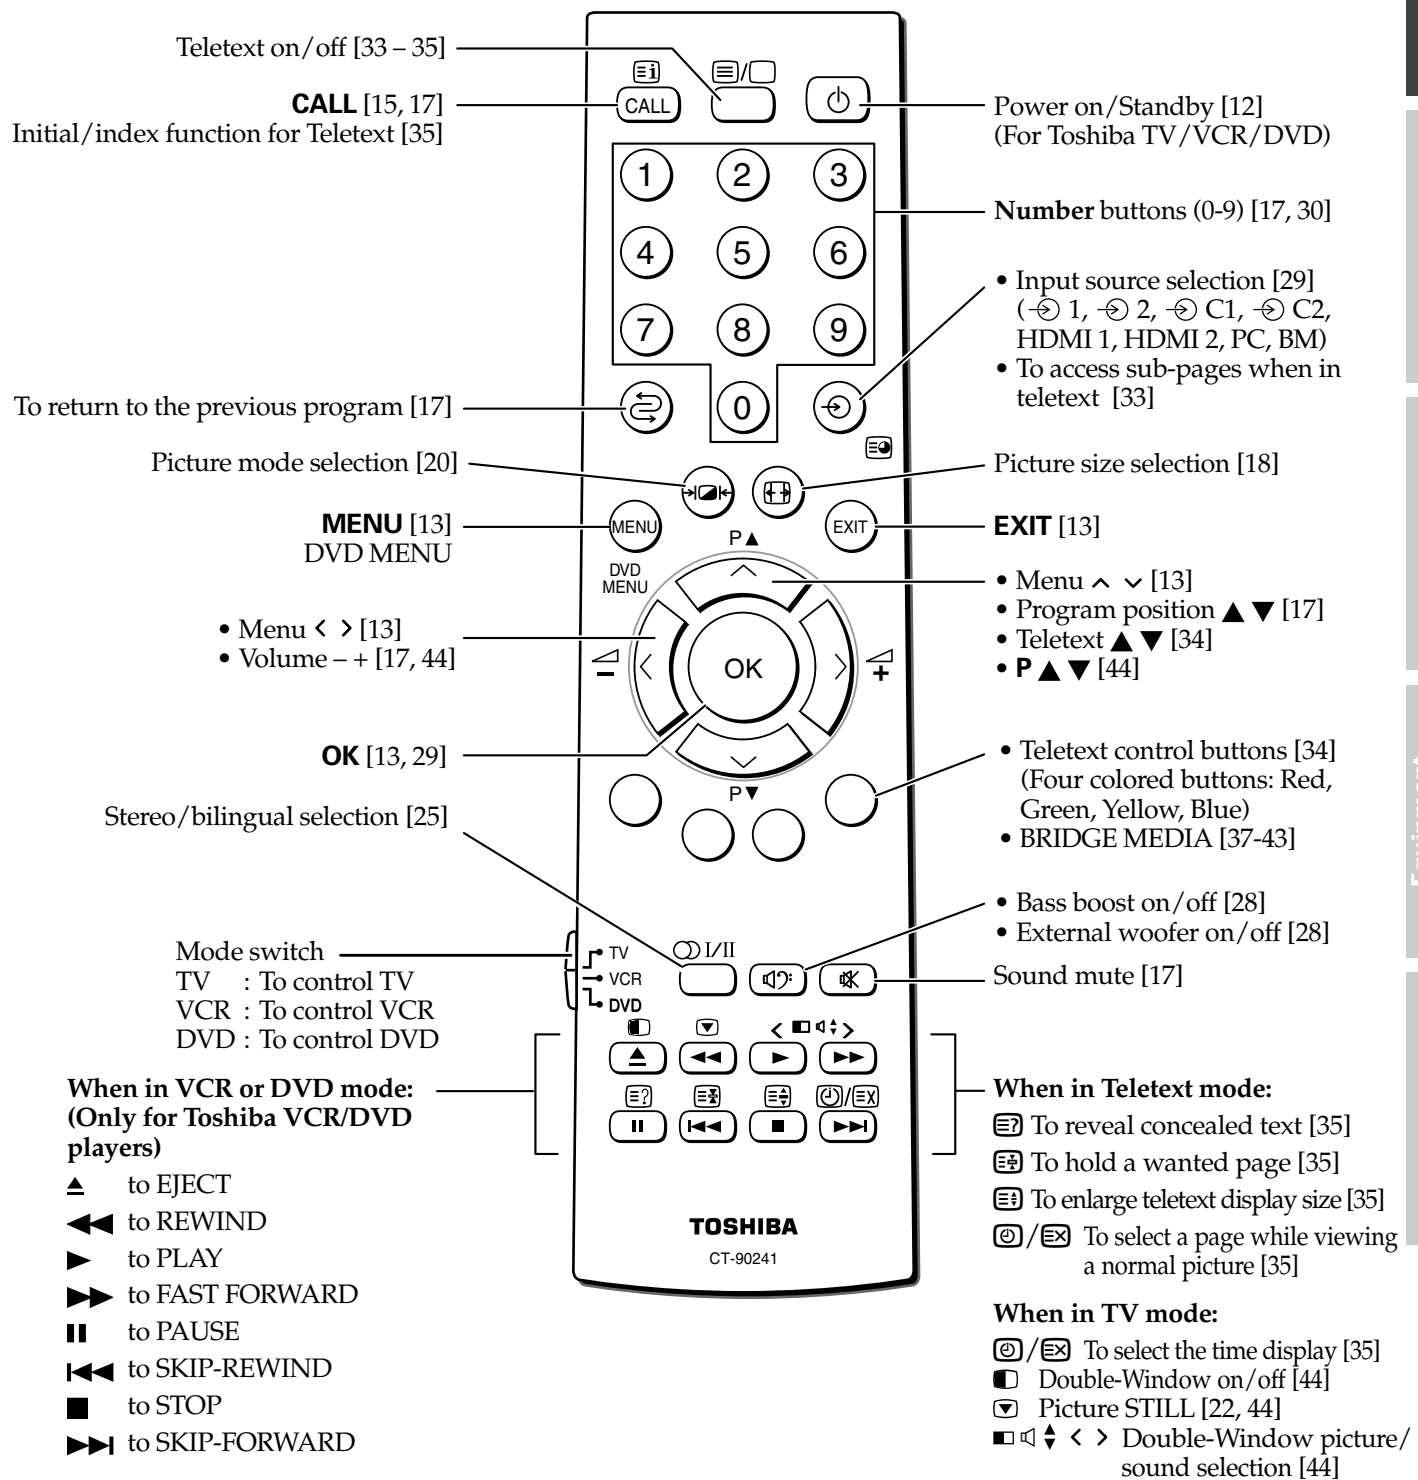 Teletext on/off [33 – 35]
CALL [15, 17]
Initial/index function for Teletext [35]
To return to the previous program [17]
Picture mode selection [20]
MENU [13]
DVD MENU
• Menu < > [13]
• Volume – + [17, 44]
OK [13, 29]
Stereo/bilingual selection [25]
Mode switch
TV : To control TV
VCR : To control VCR
DVD : To control DVD
When in VCR or DVD mode:
(Only for Toshiba VCR/DVD
players)
to EJECT
to REWIND
to PLAY
to FAST FORWARD
to PAUSE
to SKIP-REWIND
to STOP
to SKIP-FORWARD
CALL
1 2 3
4 5 6
7 8 9
0
MENU
EXIT
P ▲
DVD
MENU
OK
– +
P ▼
TV
VCR
DVD
I/II
TOSHIBA
CT-90241
Power on/Standby [12]
(For Toshiba TV/VCR/DVD)
Number buttons (0-9) [17, 30]
• Input source selection [29]
( 1, 2, C1, C2,
HDMI 1, HDMI 2, PC, BM)
• To access sub-pages when in
teletext [33]
Picture size selection [18]
EXIT [13]
• Menu ∧ ∨ [13]
• Program position ▲ ▼ [17]
• Teletext ▲ ▼ [34]
• P ▲ ▼ [44]
• Teletext control buttons [34]
(Four colored buttons: Red,
Green, Yellow, Blue)
• BRIDGE MEDIA [37-43]
• Bass boost on/off [28]
• External woofer on/off [28]
Sound mute [17]
When in Teletext mode:
To reveal concealed text [35]
To hold a wanted page [35]
To enlarge teletext display size [35]
/ To select a page while viewing
a normal picture [35]
When in TV mode:
/ To select the time display [35]
Double-Window on/off [44]
Picture STILL [22, 44]
< > Double-Window picture/
sound selection [44]